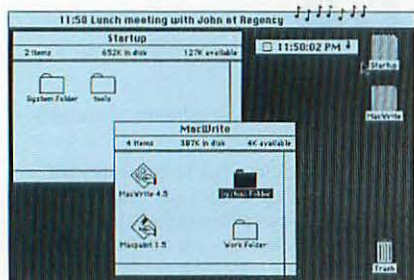 11:50 Lunch meeting with John at Regency
Startup
2 items 652K in disk 127K available
System Folder tools
11:50:02 PM
Startup
MacWrite
MacWrite
4 items 387K in disk 4K available
MacWrite 4.5 System Folder
Macpaint 1.5 Work Folder
Trash